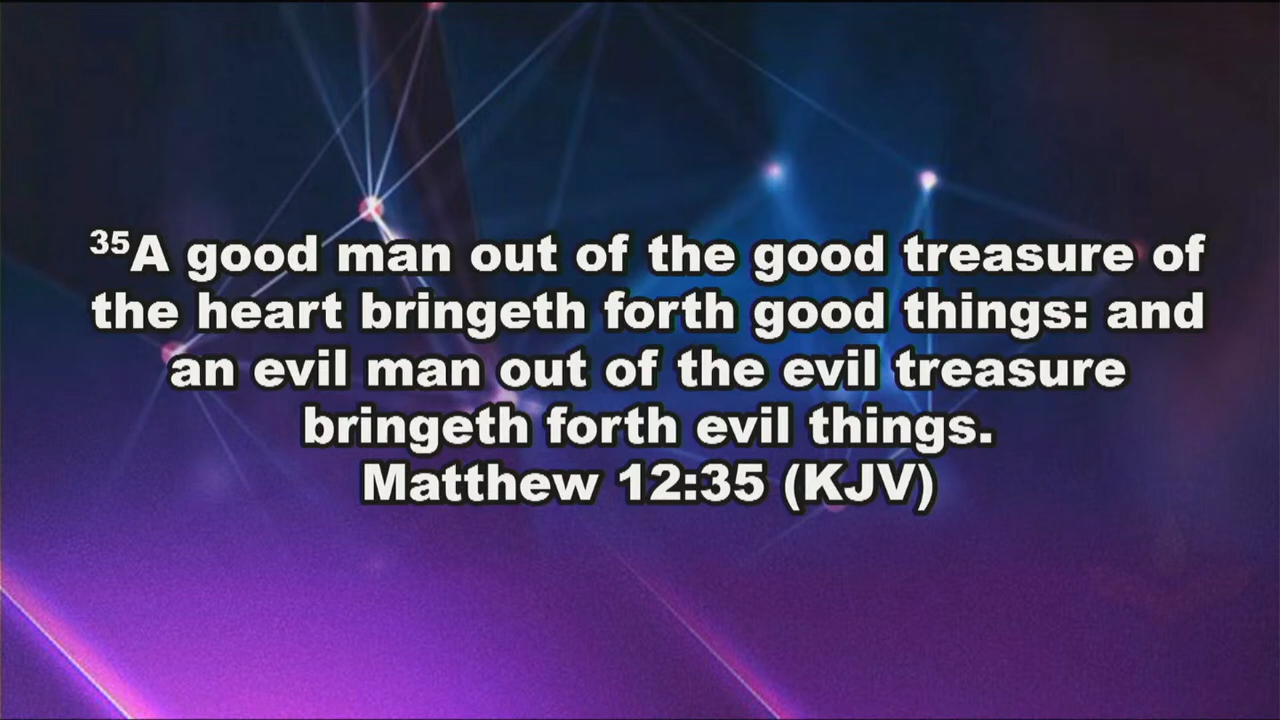 ³⁵A good man out of the good treasure of
the heart bringeth forth good things: and
an evil man out of the evil treasure
bringeth forth evil things.
Matthew 12:35 (KJV)